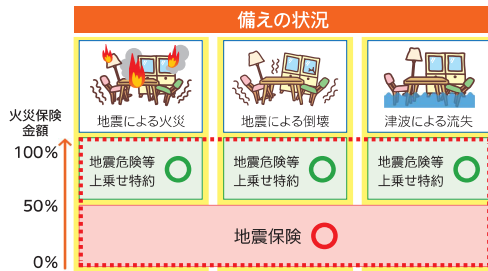 備えの状況
地震による火災
地震による倒壊
津波による流失
火災保険
金額
100%
地震危険等
上乗せ特約
地震危険等
上乗せ特約
地震危険等
上乗せ特約
50%
地震保険
0%